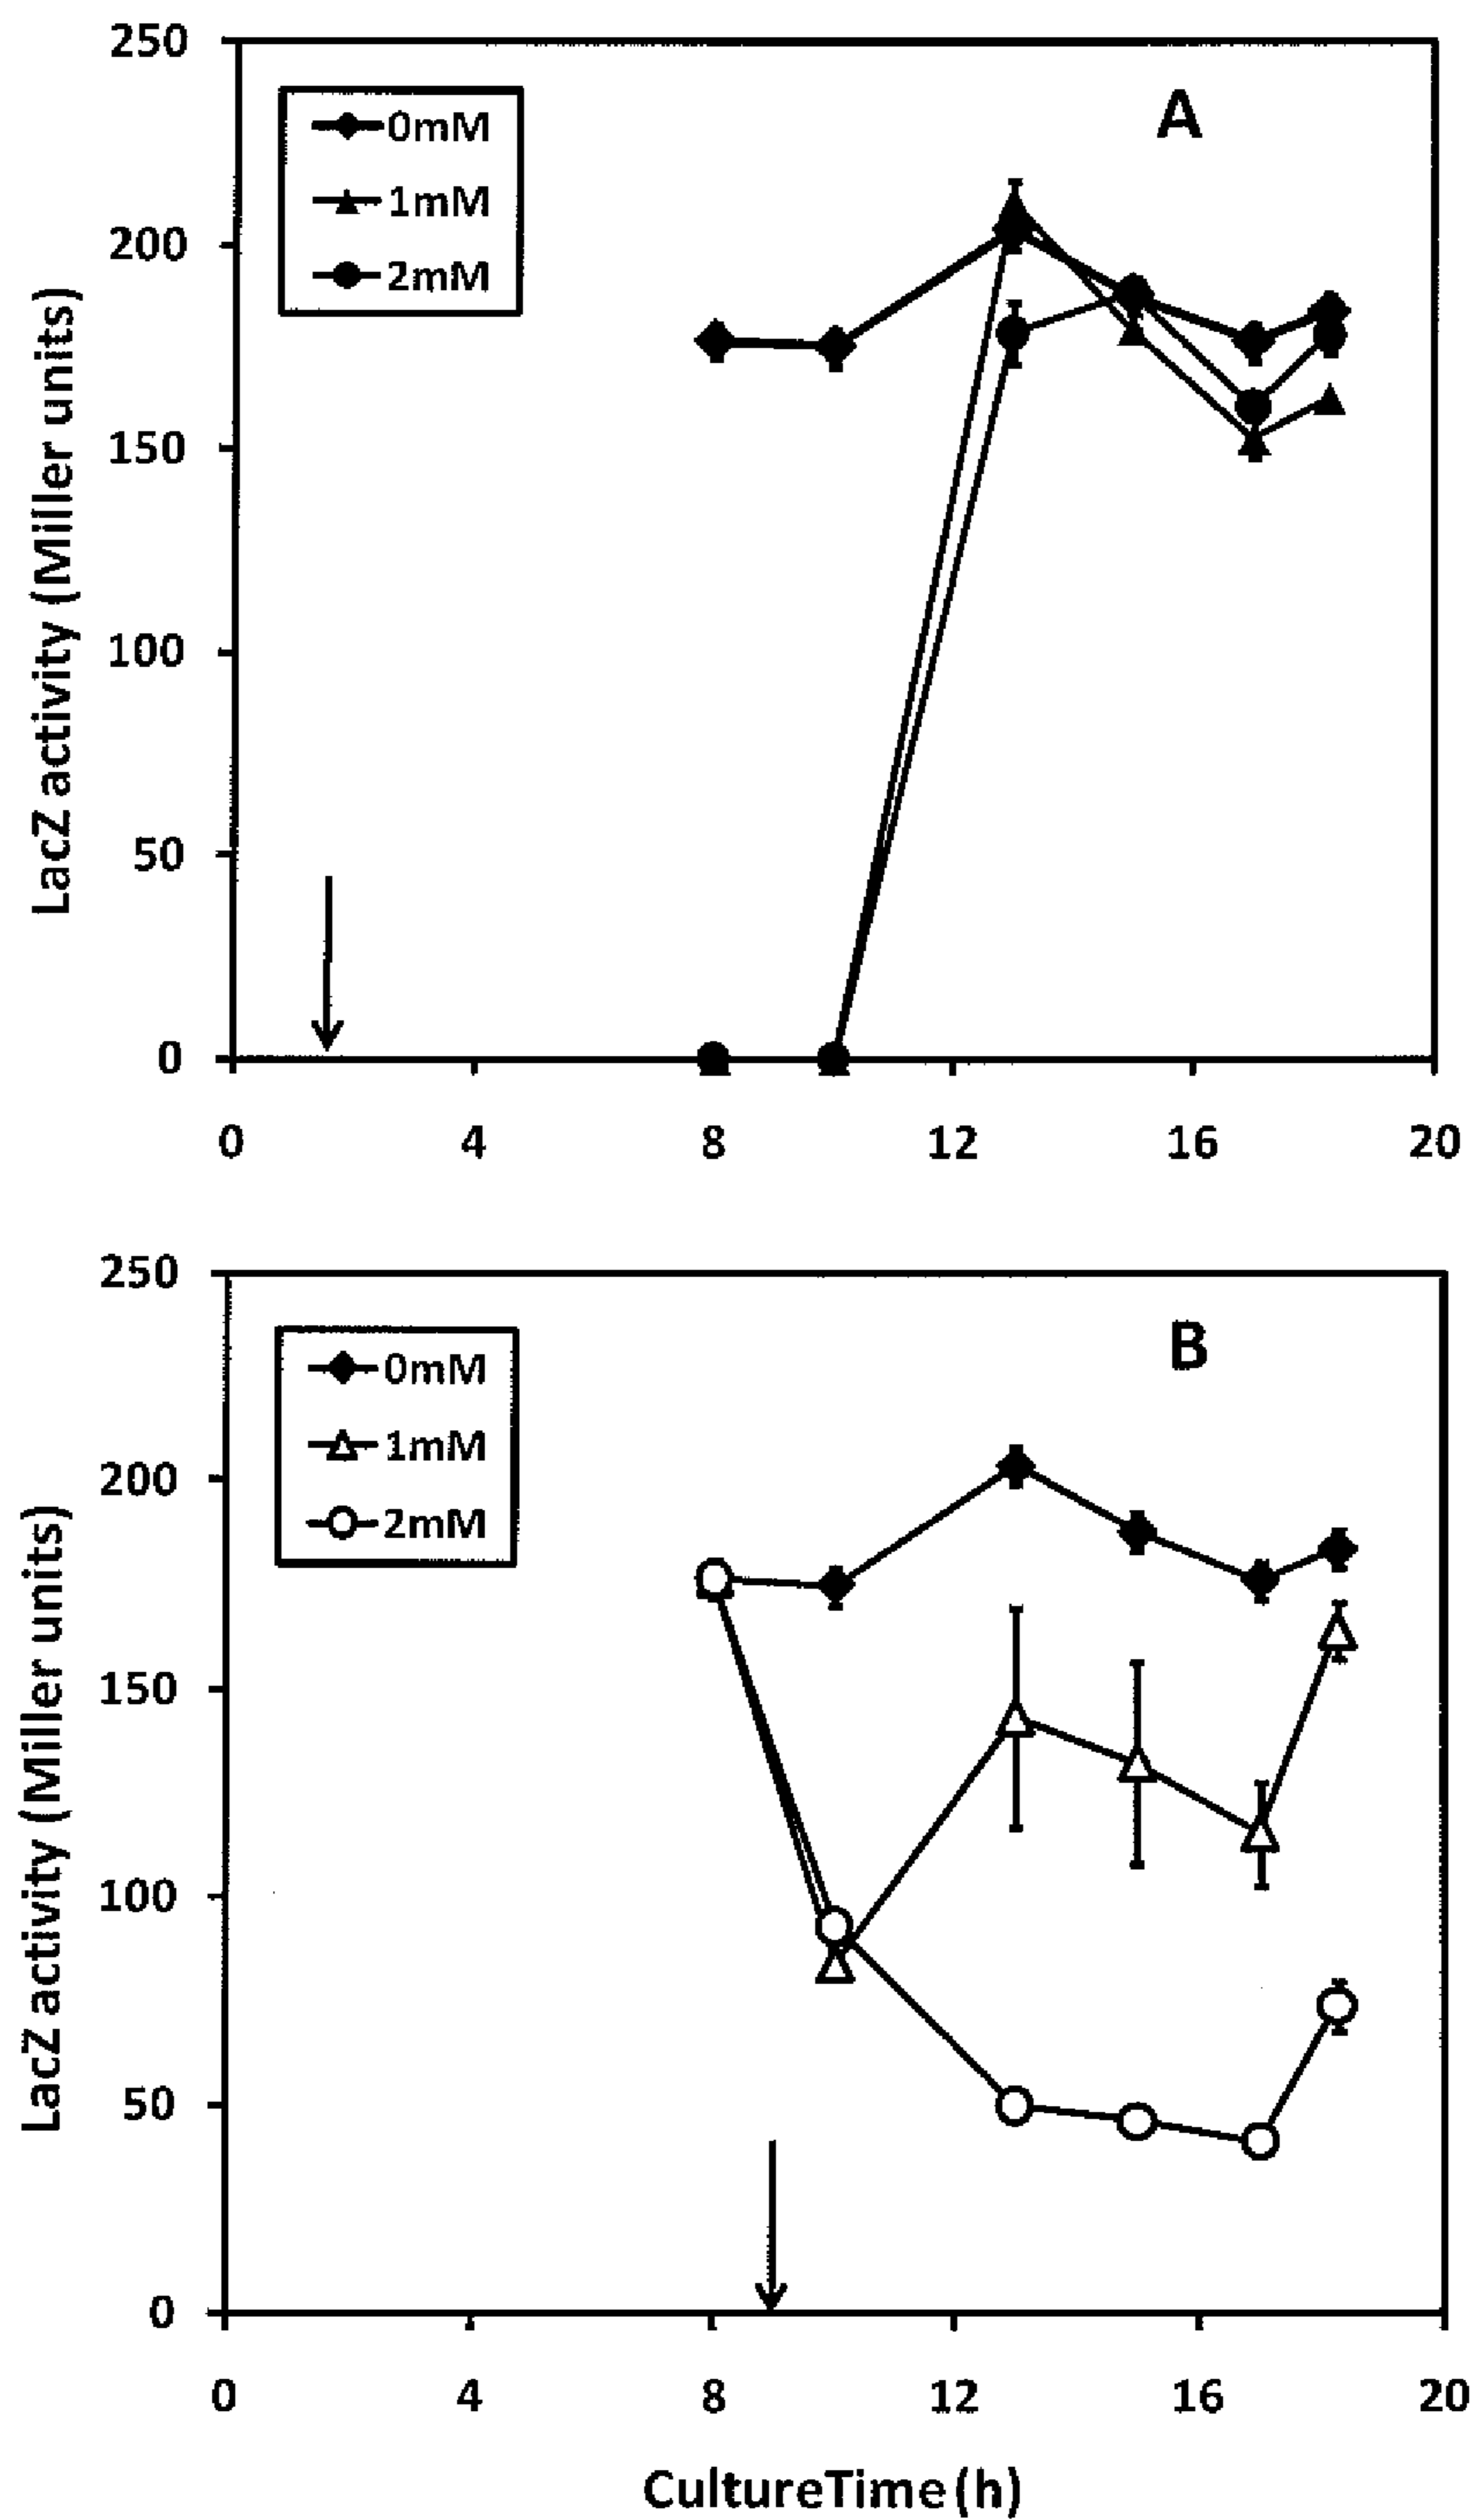 250
200
150
100
50
0
LacZ activity (Miller units)
0mM
1mM
2mM
A
0 4 8 12 16 20
250
200
150
100
50
0
LacZ activity (Miller units)
0mM
1mM
2mM
B
0 4 8 12 16 20
CultureTime (h)